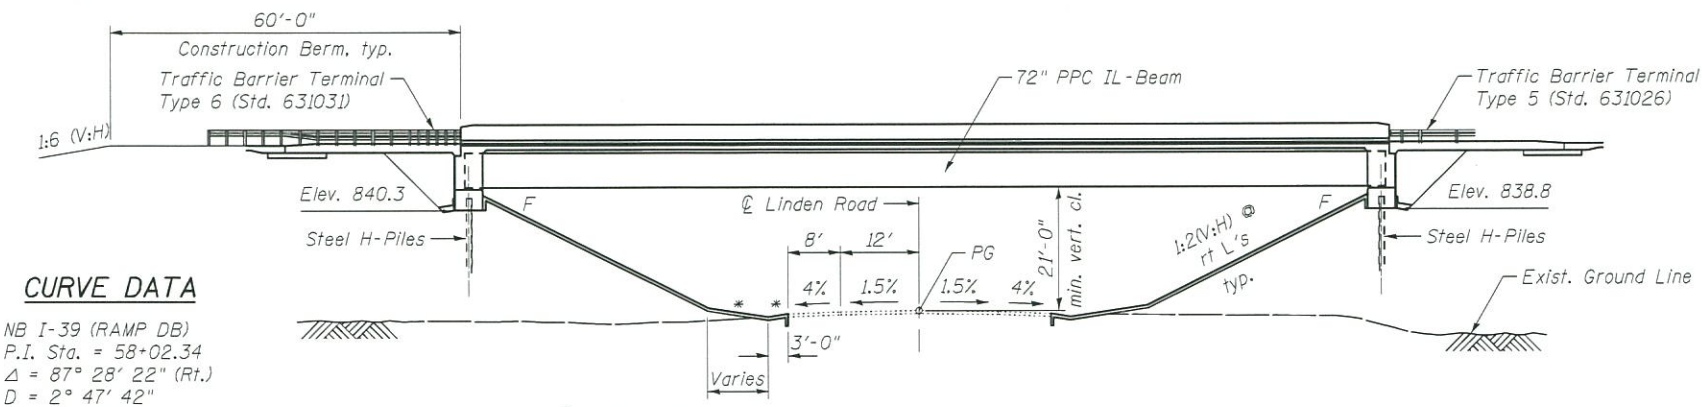 60'-0"
Construction Berm, typ.
Traffic Barrier Terminal
Type 6 (Std. 631031)
72" PPC IL-Beam
Traffic Barrier Terminal
Type 5 (Std. 631026)
1:6 (V:H)
Elev. 840.3
F
℄ Linden Road
F
Elev. 838.8
Steel H-Piles
8'
12'
21'-0"
min. vert. cl.
1:2(V:H) @
rt L's
typ.
Steel H-Piles
PG
Exist. Ground Line
* *
4%
1.5%
1.5%
4%
3'-0"
Varies
CURVE DATA
NB I-39 (RAMP DB)
P.I. Sta. = 58+02.34
Δ = 87° 28' 22" (Rt.)
D = 2° 47' 42"